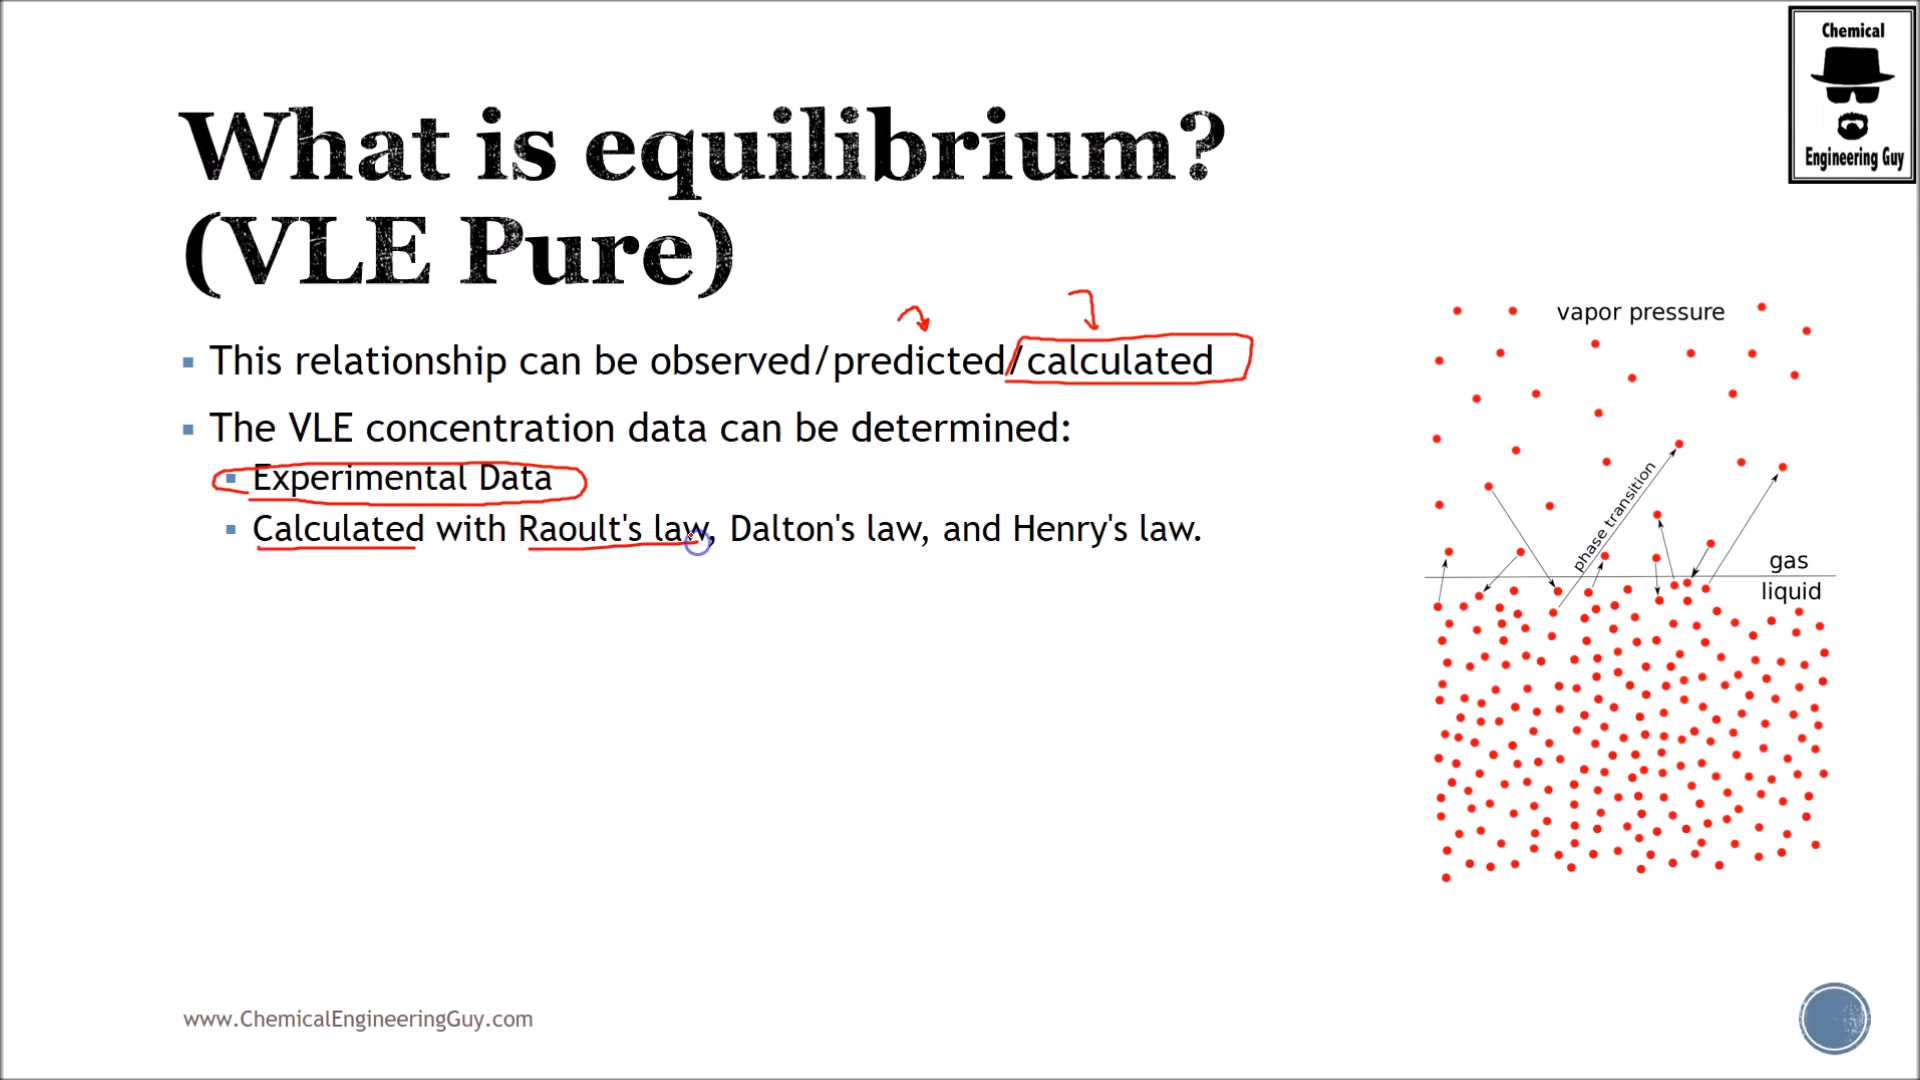 Chemical
Engineering Guy
What is equilibrium?
(VLE Pure)
This relationship can be observed/predicted/calculated
The VLE concentration data can be determined:
Experimental Data
Calculated with Raoult's law, Dalton's law, and Henry's law.
vapor pressure
phase transition
gas
liquid
www.ChemicalEngineeringGuy.com